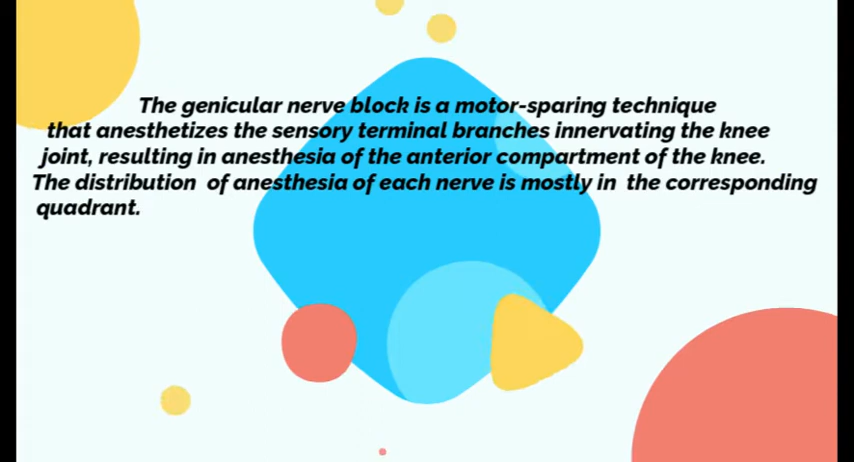 The genicular nerve block is a motor-sparing technique
that anesthetizes the sensory terminal branches innervating the knee
joint, resulting in anesthesia of the anterior compartment of the knee.
The distribution of anesthesia of each nerve is mostly in the corresponding
quadrant.